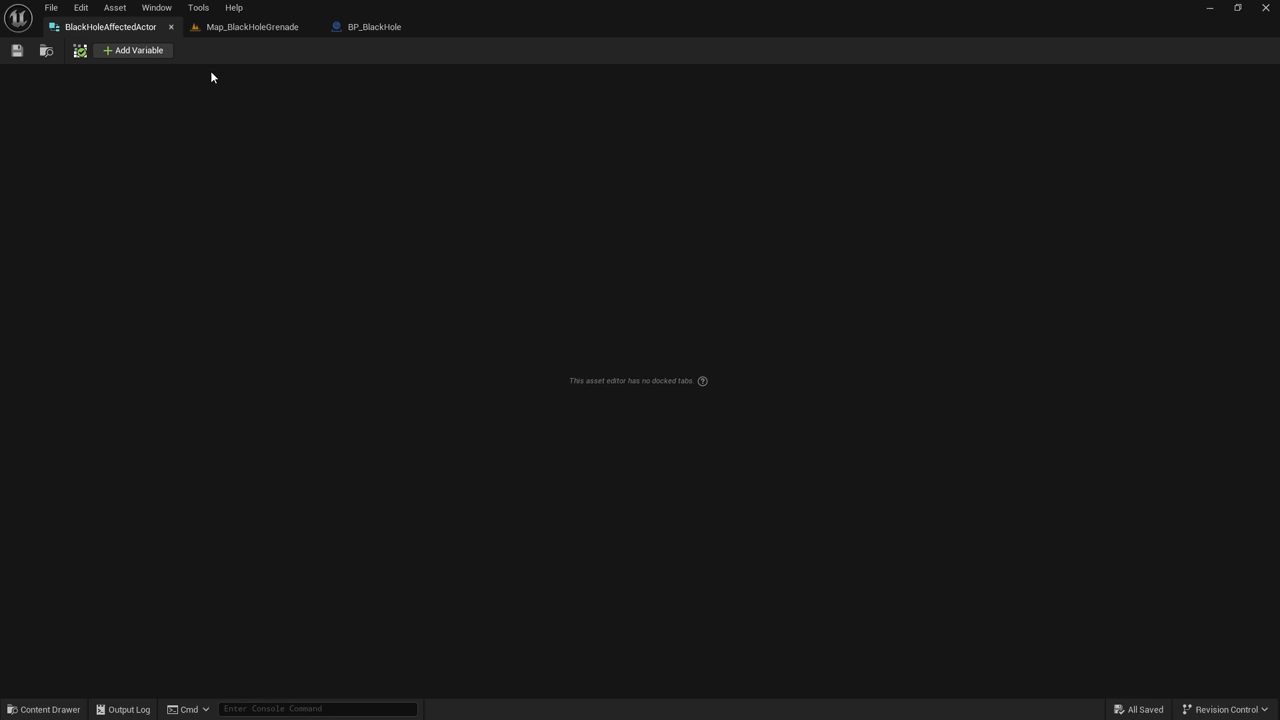 File Edit Asset Window Tools Help
BlackHoleAffectedActor Map_BlackHoleGrenade BP_BlackHole
Add Variable
This asset editor has no docked tabs.
Content Drawer Output Log Cmd Enter Console Command All Saved Revision Control